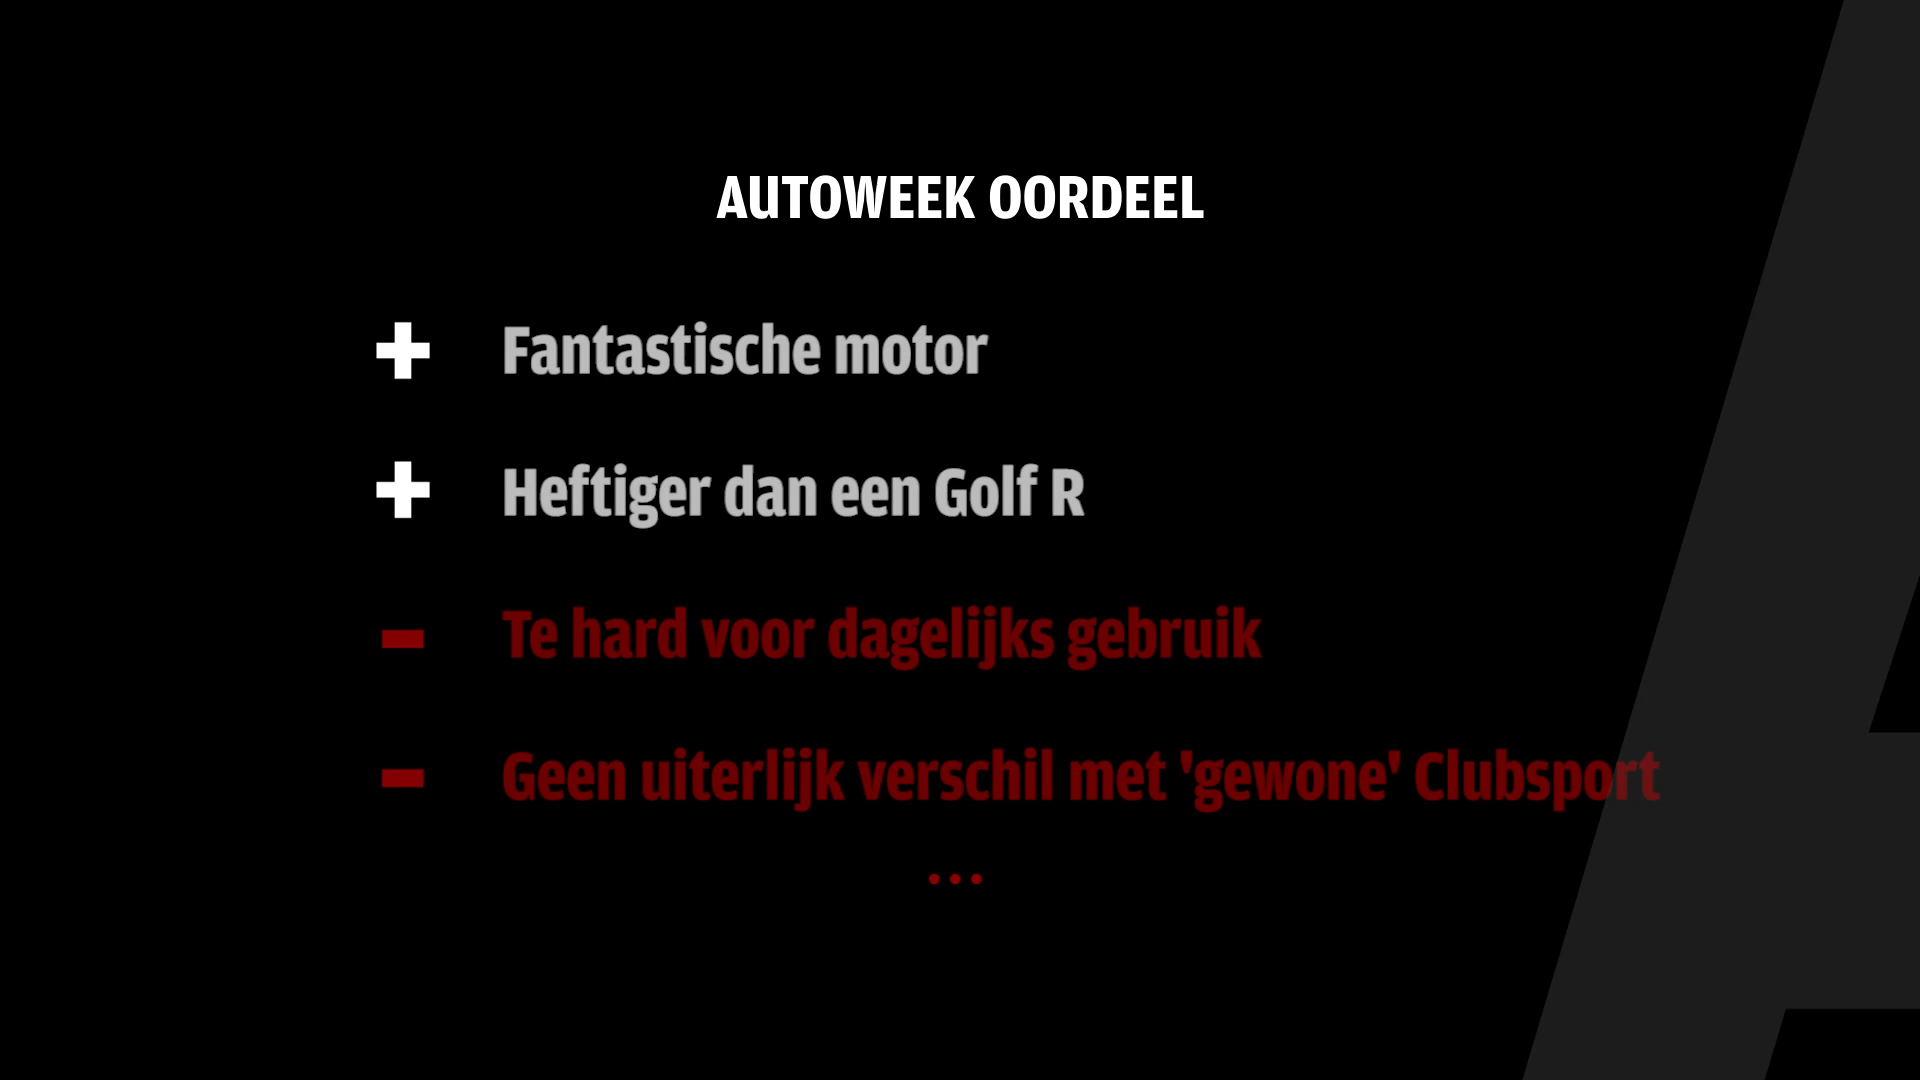 AUTOWEEK OORDEEL
+ Fantastische motor
+ Heftiger dan een Golf R
- Te hard voor dagelijks gebruik
- Geen uiterlijk verschil met 'gewone' Clubsport
...